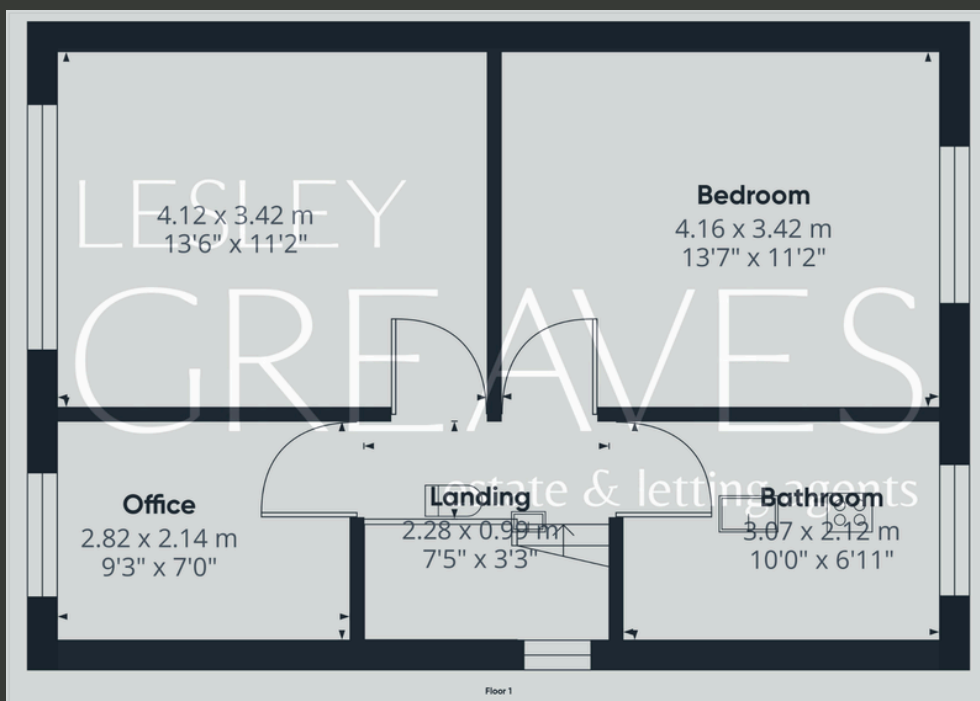 LESLEY
GREAVES
estate & letting agents
4.12 x 3.42 m
13'6" x 11'2"
Bedroom
4.16 x 3.42 m
13'7" x 11'2"
Office
2.82 x 2.14 m
9'3" x 7'0"
Landing
2.28 x 0.99 m
7'5" x 3'3"
Bathroom
3.07 x 2.12 m
10'0" x 6'11"
Floor 1